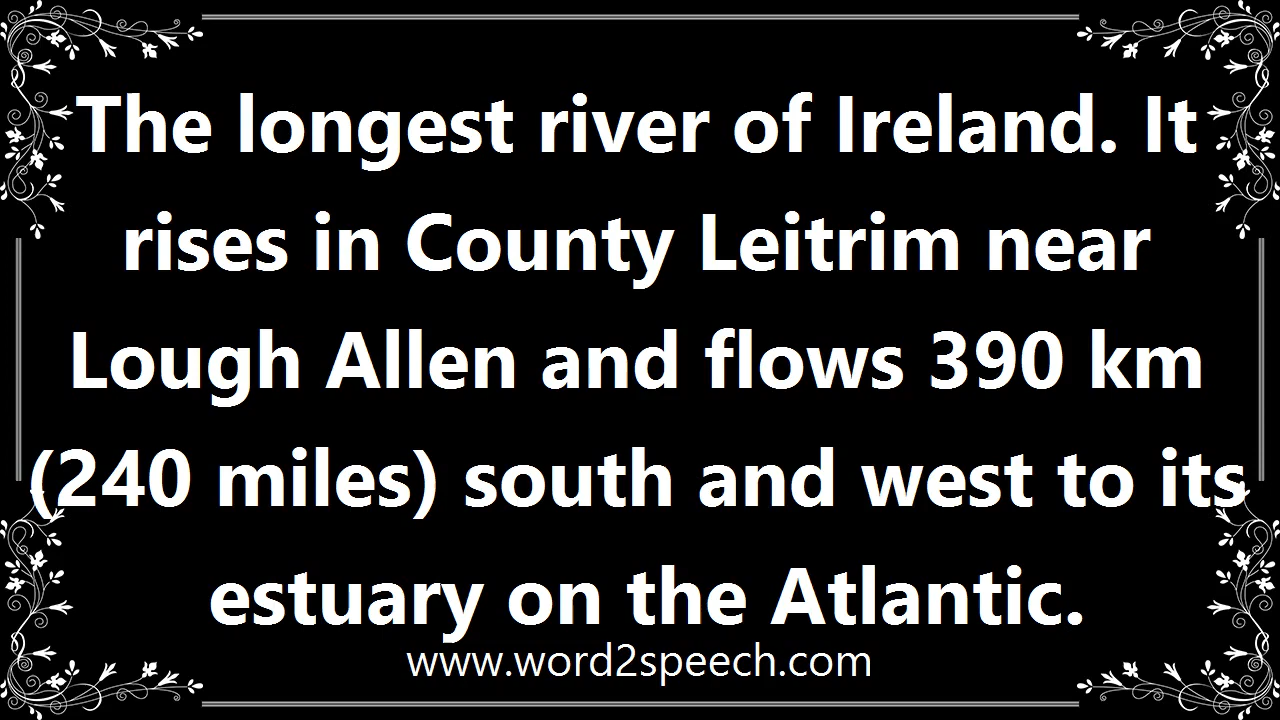 The longest river of Ireland. It
rises in County Leitrim near
Lough Allen and flows 390 km
(240 miles) south and west to its
estuary on the Atlantic.
www.word2speech.com